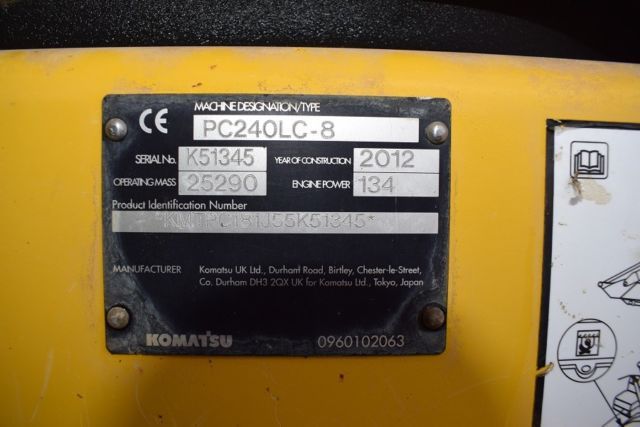 CE
MACHINE DESIGNATION/TYPE
PC240LC-8
SERIAL No. K51345 YEAR OF CONSTRUCTION 2012
OPERATING MASS 25290 ENGINE POWER 134
Product Identification Number
MANUFACTURER Komatsu UK Ltd., Durham Road, Birtley, Chester-le-Street,
Co. Durham DH3 2QX UK for Komatsu Ltd., Tokyo, Japan
KOMATSU 0960102063